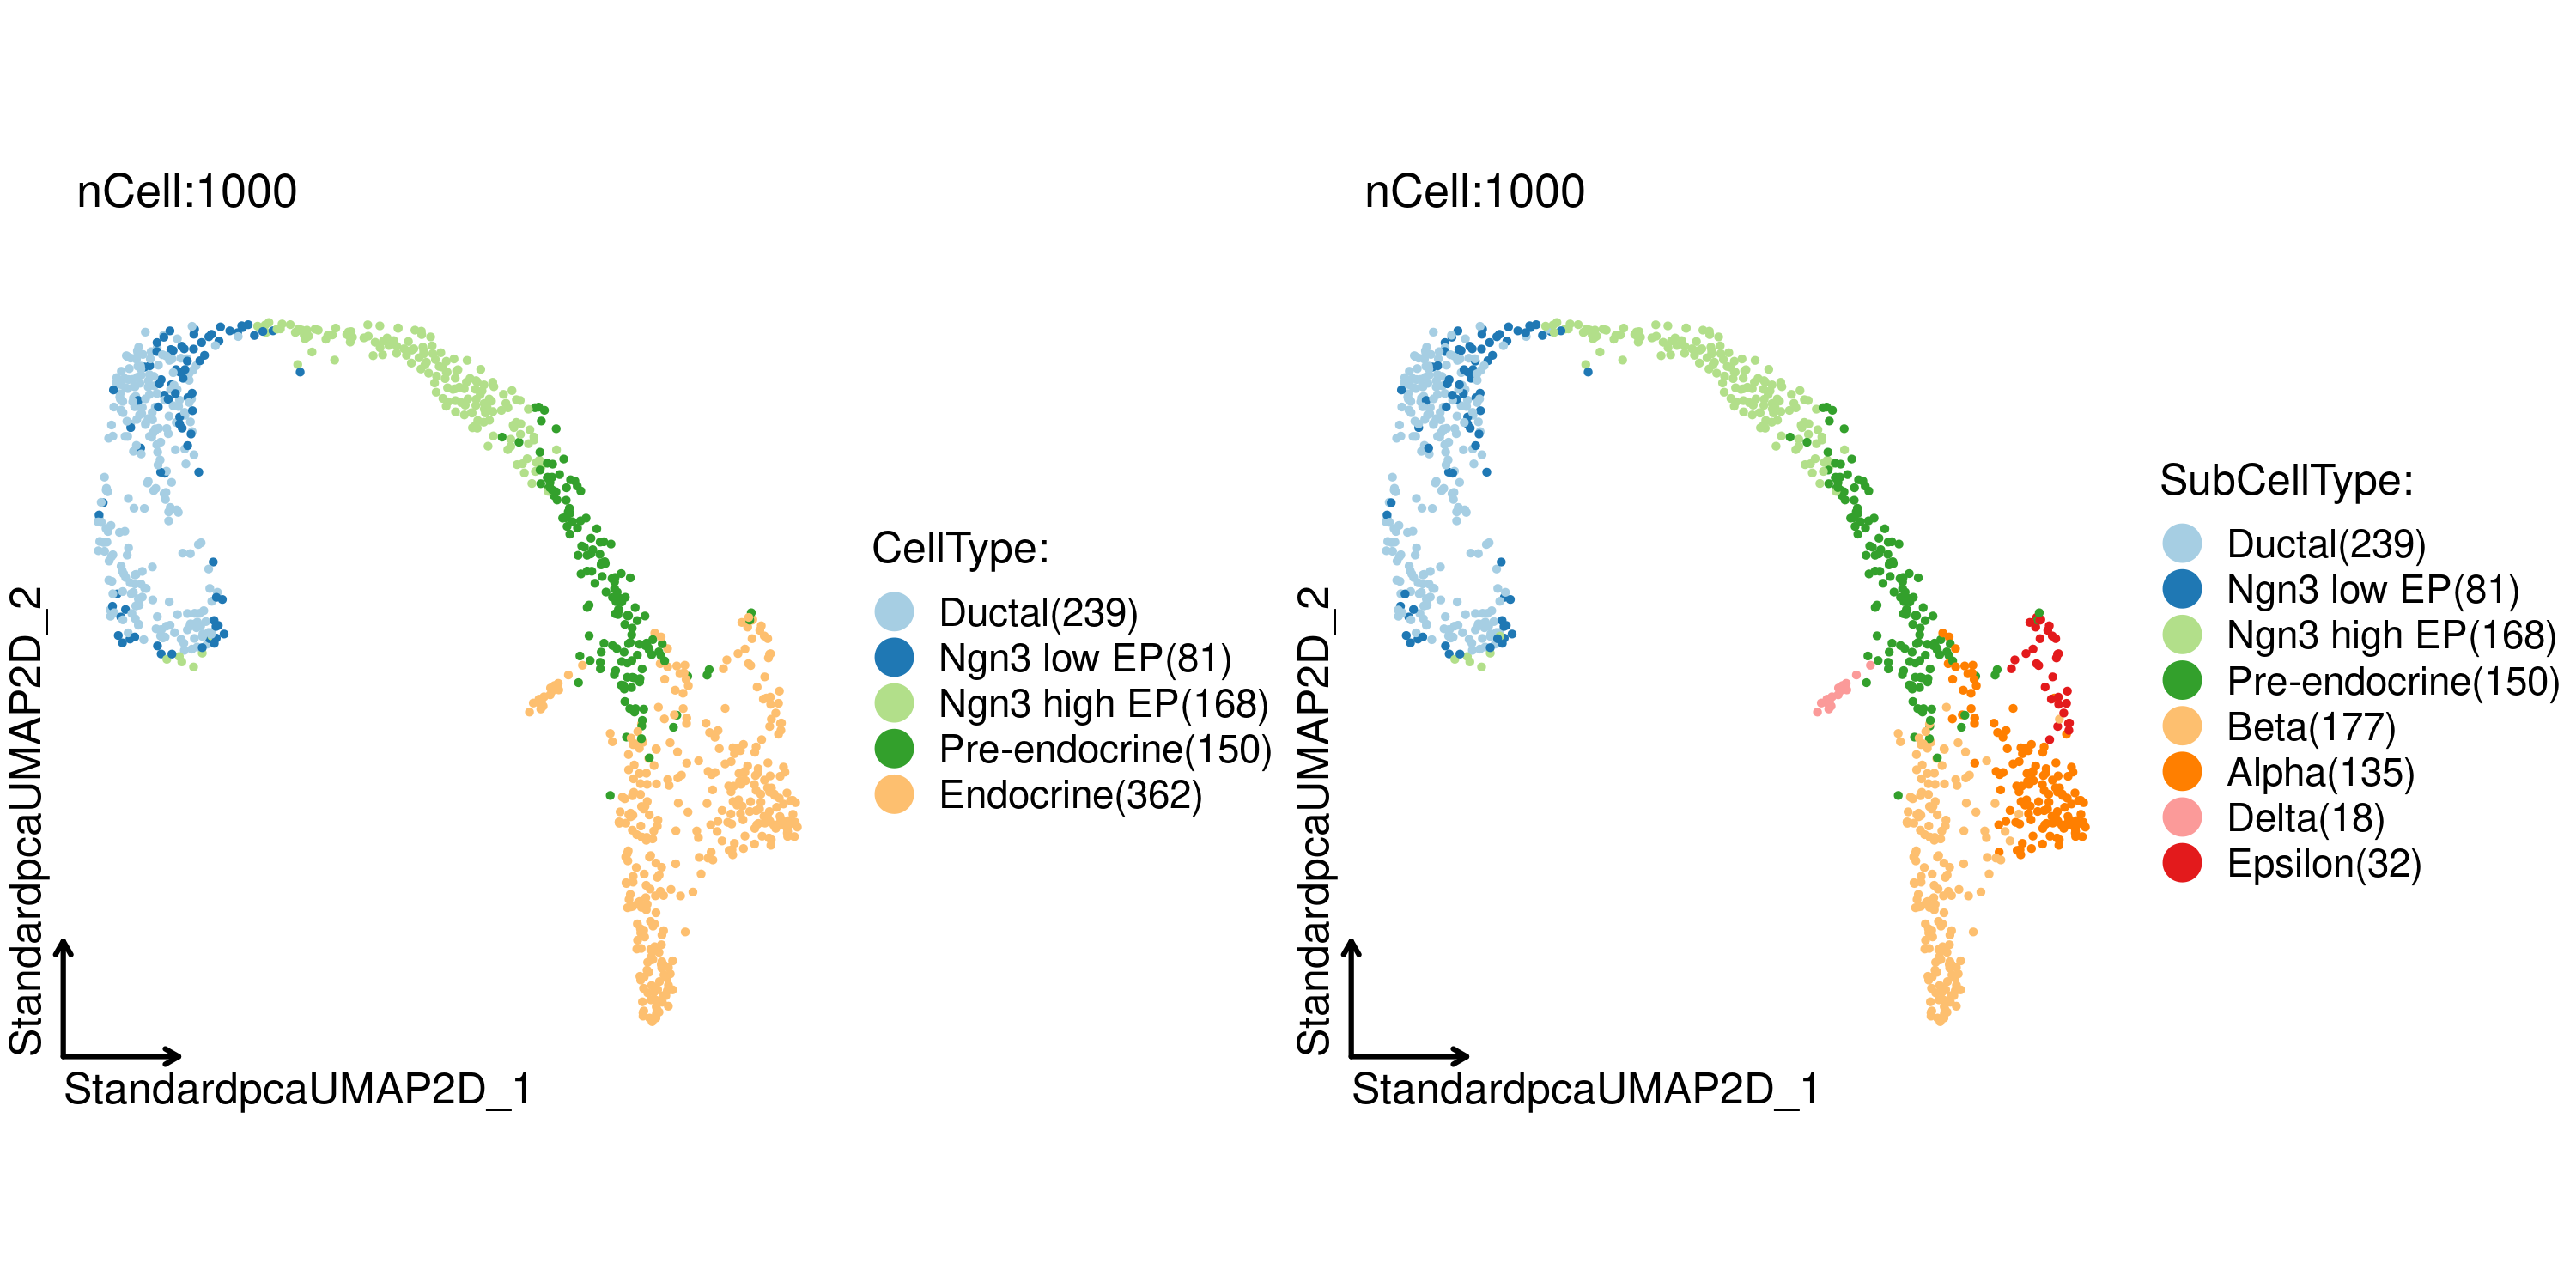 nCell:1000
CellType:
Ductal(239)
Ngn3 low EP(81)
Ngn3 high EP(168)
Pre-endocrine(150)
Endocrine(362)
StandardpcaUMAP2D_2
StandardpcaUMAP2D_1
nCell:1000
SubCellType:
Ductal(239)
Ngn3 low EP(81)
Ngn3 high EP(168)
Pre-endocrine(150)
Beta(177)
Alpha(135)
Delta(18)
Epsilon(32)
StandardpcaUMAP2D_2
StandardpcaUMAP2D_1